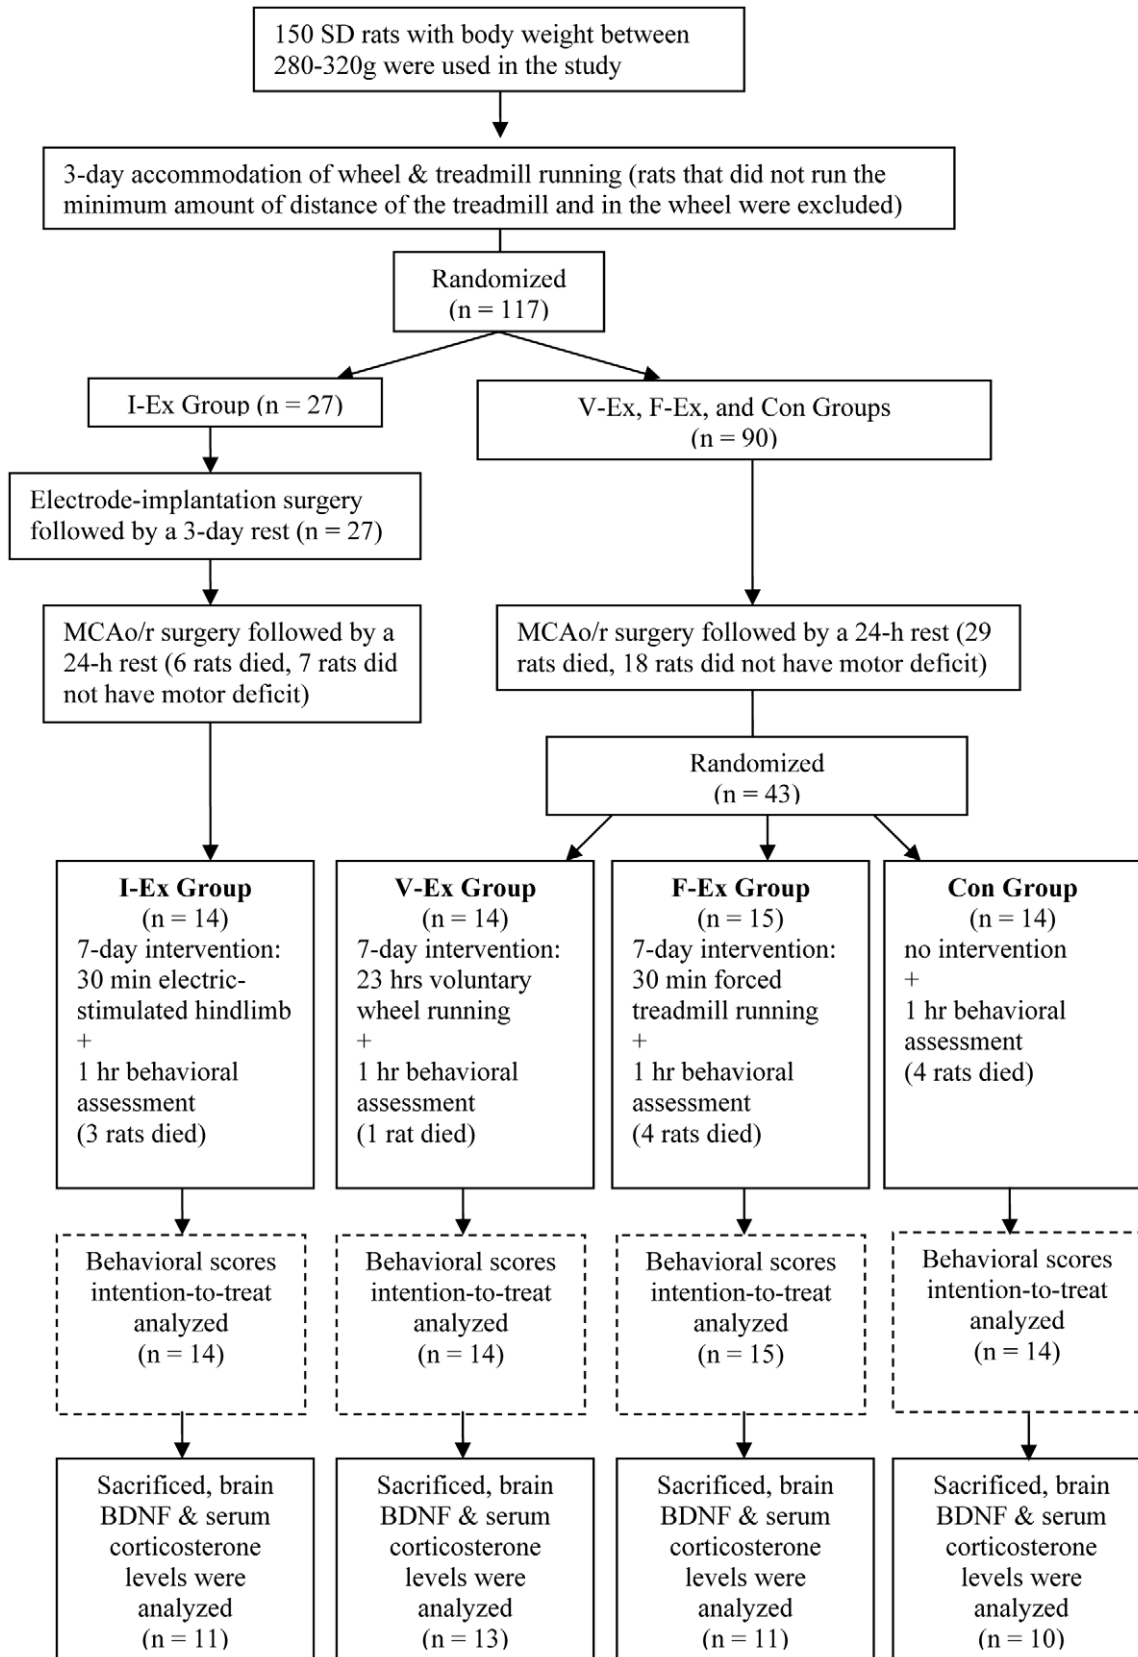 150 SD rats with body weight between
280-320g were used in the study
3-day accommodation of wheel & treadmill running (rats that did not run the
minimum amount of distance of the treadmill and in the wheel were excluded)
Randomized
(n = 117)
I-Ex Group (n = 27)
V-Ex, F-Ex, and Con Groups
(n = 90)
Electrode-implantation surgery
followed by a 3-day rest (n = 27)
MCAo/r surgery followed by a
24-h rest (6 rats died, 7 rats did
not have motor deficit)
MCAo/r surgery followed by a 24-h rest (29
rats died, 18 rats did not have motor deficit)
Randomized
(n = 43)
I-Ex Group
(n = 14)
7-day intervention:
30 min electric-
stimulated hindlimb
+
1 hr behavioral
assessment
(3 rats died)
V-Ex Group
(n = 14)
7-day intervention:
23 hrs voluntary
wheel running
+
1 hr behavioral
assessment
(1 rat died)
F-Ex Group
(n = 15)
7-day intervention:
30 min forced
treadmill running
+
1 hr behavioral
assessment
(4 rats died)
Con Group
(n = 14)
no intervention
+
1 hr behavioral
assessment
(4 rats died)
Behavioral scores
intention-to-treat
analyzed
(n = 14)
Behavioral scores
intention-to-treat
analyzed
(n = 14)
Behavioral scores
intention-to-treat
analyzed
(n = 15)
Behavioral scores
intention-to-treat
analyzed
(n = 14)
Sacrificed, brain
BDNF & serum
corticosterone
levels were
analyzed
(n = 11)
Sacrificed, brain
BDNF & serum
corticosterone
levels were
analyzed
(n = 13)
Sacrificed, brain
BDNF & serum
corticosterone
levels were
analyzed
(n = 11)
Sacrificed, brain
BDNF & serum
corticosterone
levels were
analyzed
(n = 10)